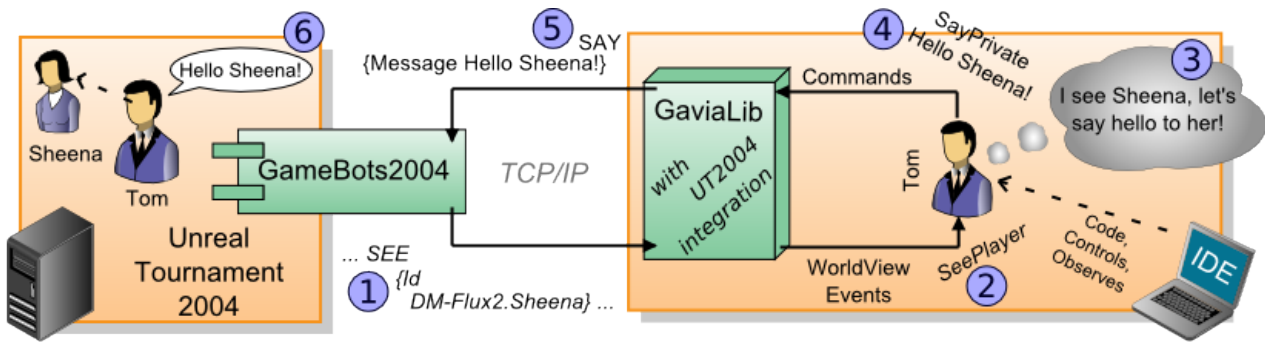 6
Hello Sheena!
Sheena
Tom
Unreal
Tournament
2004
GameBots2004
5
SAY
{Message Hello Sheena!}
TCP/IP
... SEE
{Id
DM-Flux2.Sheena} ...
1
GaviaLib
with
UT2004
integration
4
SayPrivate
Hello Sheena!
Commands
3
I see Sheena, let's
say hello to her!
Tom
WorldView
Events
SeePlayer
2
Code,
Controls,
Observes
IDE